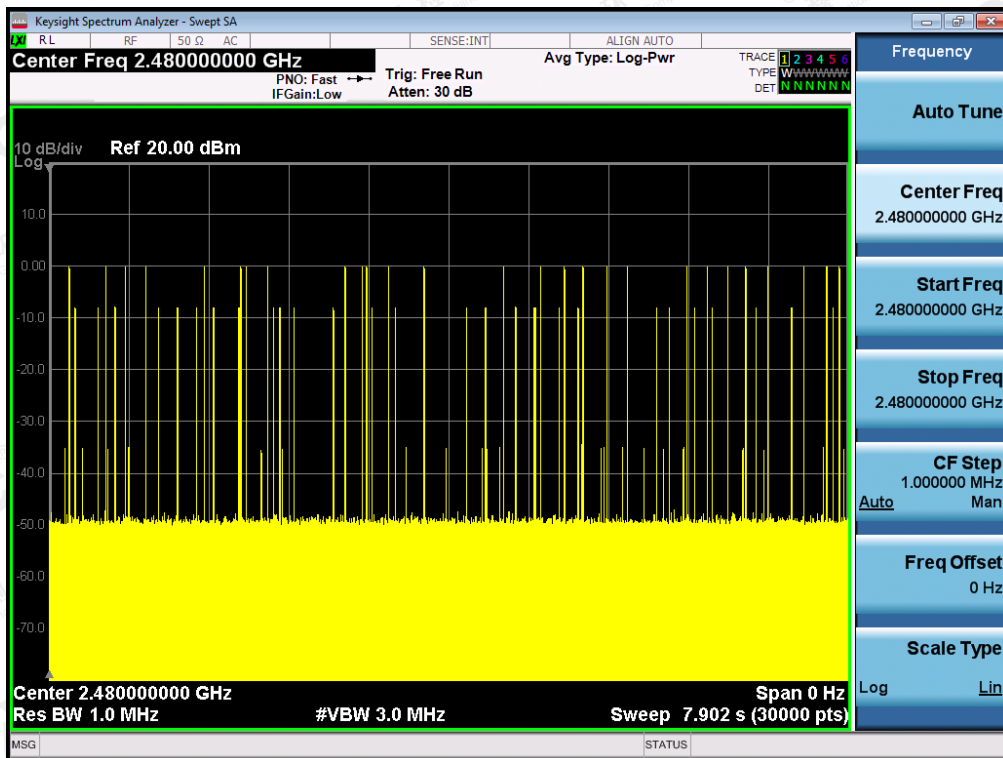 Keysight Spectrum Analyzer - Swept SA
LXI RL RF 50 Ω AC SENSE:INT ALIGN AUTO
Center Freq 2.480000000 GHz
PNO: Fast
IFGain:Low
Trig: Free Run
Atten: 30 dB
Avg Type: Log-Pwr
TRACE 1 2 3 4 5 6
TYPE W
DET N N N N N N
10 dB/div Ref 20.00 dBm
Log
10.0
0.00
-10.0
-20.0
-30.0
-40.0
-50.0
-60.0
-70.0
Center 2.480000000 GHz
Span 0 Hz
Res BW 1.0 MHz
#VBW 3.0 MHz
Sweep 7.902 s (30000 pts)
MSG
STATUS
Frequency
Auto Tune
Center Freq
2.480000000 GHz
Start Freq
2.480000000 GHz
Stop Freq
2.480000000 GHz
CF Step
1.000000 MHz
Auto Man
Freq Offset
0 Hz
Scale Type
Log Lin